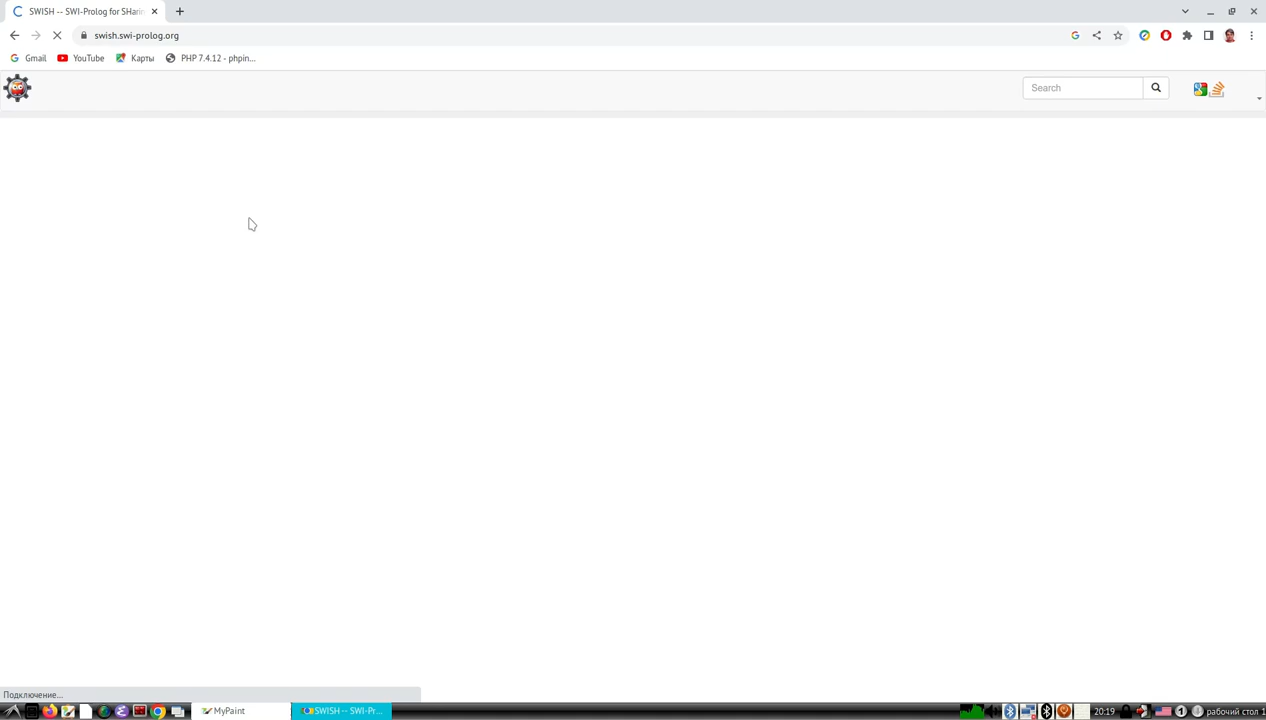 SWISH -- SWI-Prolog for SHarin
swish.swi-prolog.org
Gmail YouTube Карты PHP 7.4.12 - phpin...
Search
Подключение...
MyPaint SWISH -- SWI-Pr... 20:19 рабочий стол 1